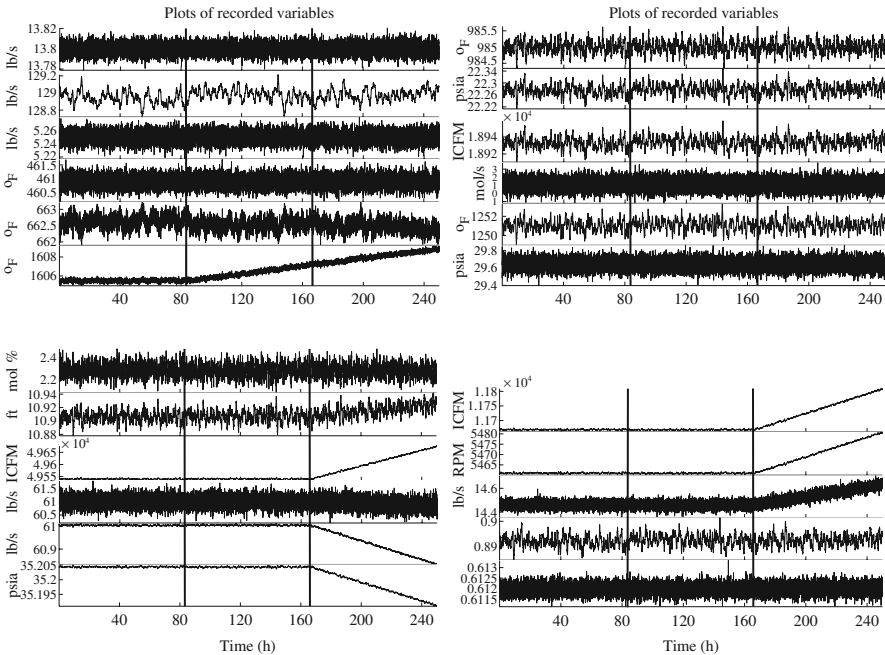 Plots of recorded variables
lb/s
13.82
13.8
13.78
lb/s
129.2
129
128.8
lb/s
5.26
5.24
5.22
oF
461.5
461
460.5
oF
663
662.5
662
oF
1608
1606
40 80 120 160 200 240
Plots of recorded variables
oF
985.5
985
984.5
psia
22.34
22.3
22.26
22.22
× 10^4
ICFM
1.894
1.892
mol/s
3
2
1
0
1
oF
1252
1250
psia
29.8
29.6
29.4
40 80 120 160 200 240
mol %
2.4
2.2
ft
10.94
10.92
10.9
10.88
× 10^4
ICFM
4.965
4.96
4.955
lb/s
61.5
61
60.5
lb/s
61
60.9
psia
35.205
35.2
35.195
40 80 120 160 200 240
Time (h)
× 10^4
ICFM
1.18
1.175
1.17
RPM
5480
5475
5470
5465
lb/s
14.6
14.4
0.9
0.89
0.613
0.6125
0.612
0.6115
40 80 120 160 200 240
Time (h)